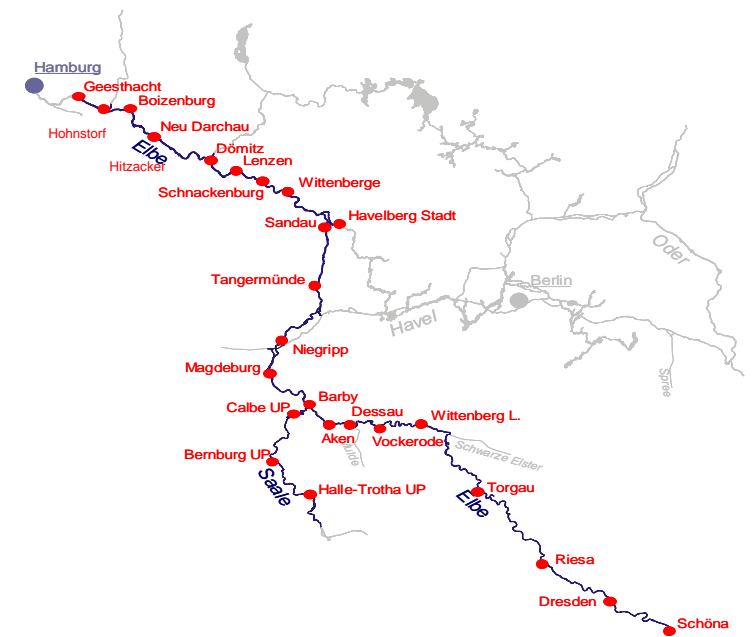 Hamburg
Geesthacht
Boizenburg
Hohnstorf
Neu Darchau
Elbe
Hitzacker
Dömitz
Lenzen
Schnackenburg
Wittenberge
Havelberg Stadt
Sandau
Oder
Tangermünde
Berlin
Havel
Niegripp
Magdeburg
Spree
Barby
Calbe UP
Dessau
Wittenberg L.
Aken
Vockerode
Bernburg UP
Schwarze Elster
Saale
Halle-Trotha UP
Torgau
Elbe
Riesa
Dresden
Schöna